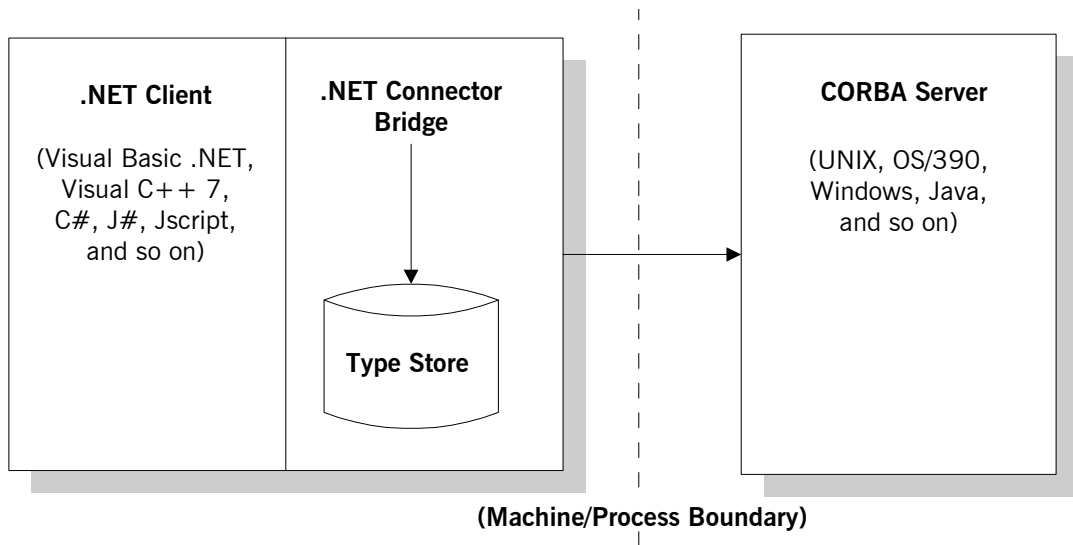 .NET Client
(Visual Basic .NET,
Visual C++ 7,
C#, J#, Jscript,
and so on)
.NET Connector
Bridge
Type Store
CORBA Server
(UNIX, OS/390,
Windows, Java,
and so on)
(Machine/Process Boundary)